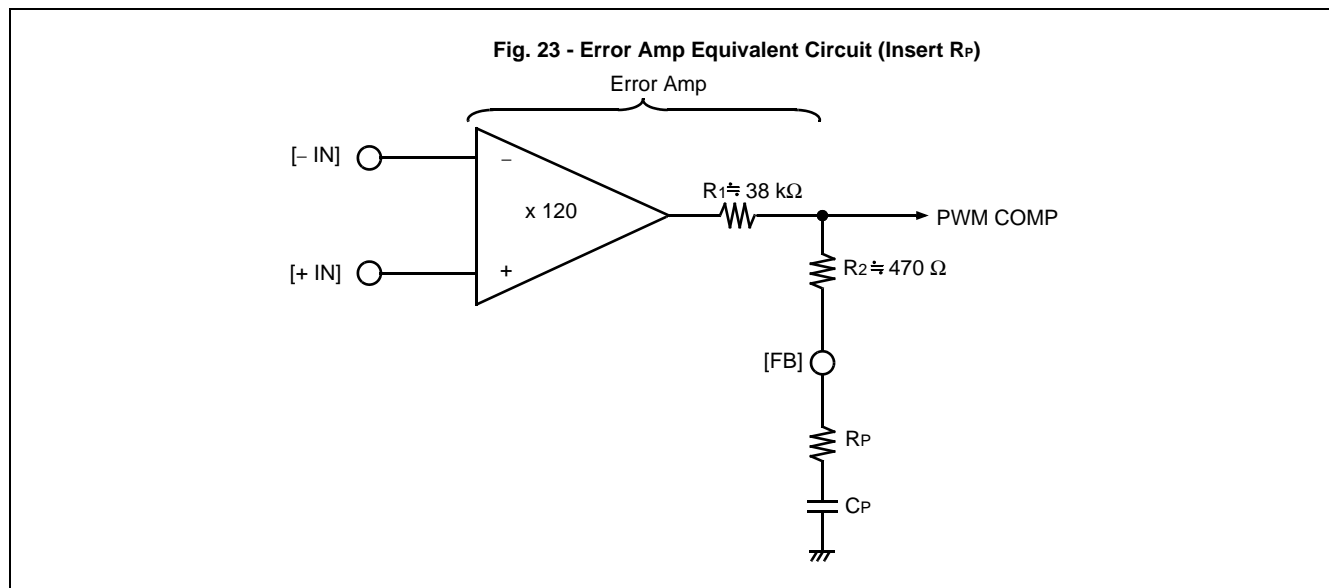 Fig. 23 - Error Amp Equivalent Circuit (Insert RP)
Error Amp
[− IN]
−
R1≒ 38 kΩ
x 120
PWM COMP
[+ IN]
+
R2≒ 470 Ω
[FB]
RP
CP